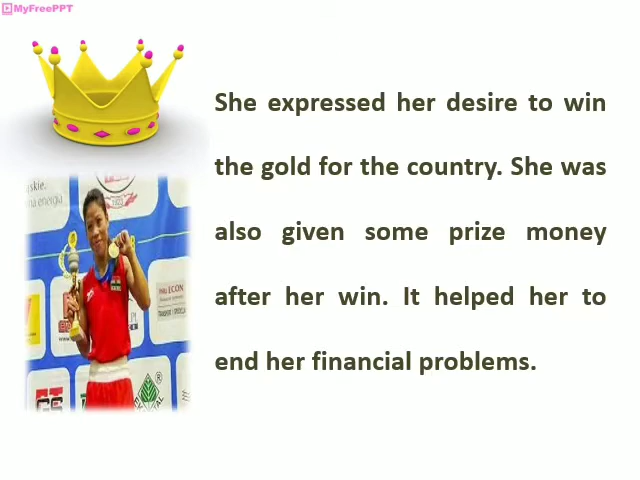 MyFreePPT
She expressed her desire to win
the gold for the country. She was
also given some prize money
after her win. It helped her to
end her financial problems.